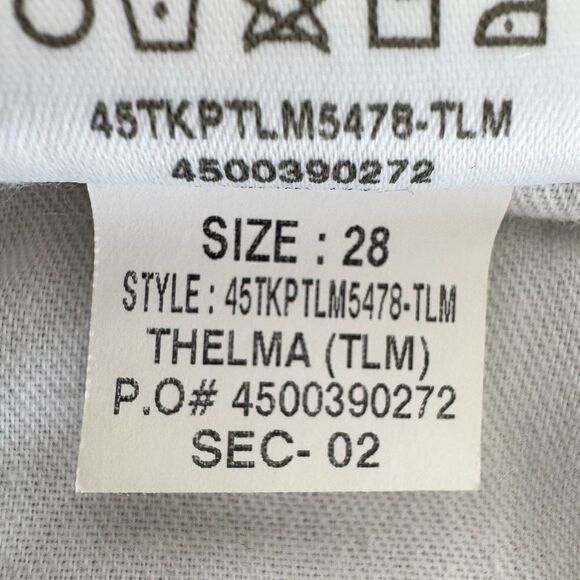 45TKPTLM5478-TLM
4500390272
SIZE : 28
STYLE : 45TKPTLM5478-TLM
THELMA (TLM)
P.O# 4500390272
SEC- 02